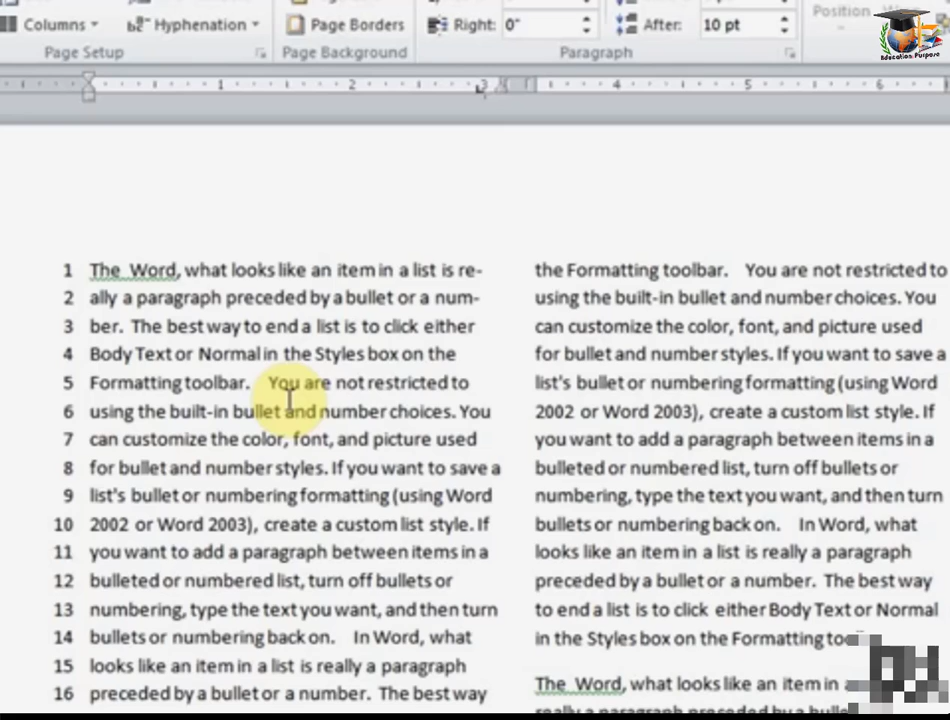 Columns
Hyphenation
Page Borders
Right: 0"
After: 10 pt
Position
Page Setup
Page Background
Paragraph
Education Purpose
1 2 3 4 5 6
1 The Word, what looks like an item in a list is re-
2 ally a paragraph preceded by a bullet or a num-
3 ber. The best way to end a list is to click either
4 Body Text or Normal in the Styles box on the
5 Formatting toolbar. You are not restricted to
6 using the built-in bullet and number choices. You
7 can customize the color, font, and picture used
8 for bullet and number styles. If you want to save a
9 list's bullet or numbering formatting (using Word
10 2002 or Word 2003), create a custom list style. If
11 you want to add a paragraph between items in a
12 bulleted or numbered list, turn off bullets or
13 numbering, type the text you want, and then turn
14 bullets or numbering back on. In Word, what
15 looks like an item in a list is really a paragraph
16 preceded by a bullet or a number. The best way
the Formatting toolbar. You are not restricted to
using the built-in bullet and number choices. You
can customize the color, font, and picture used
for bullet and number styles. If you want to save a
list's bullet or numbering formatting (using Word
2002 or Word 2003), create a custom list style. If
you want to add a paragraph between items in a
bulleted or numbered list, turn off bullets or
numbering, type the text you want, and then turn
bullets or numbering back on. In Word, what
looks like an item in a list is really a paragraph
preceded by a bullet or a number. The best way
to end a list is to click either Body Text or Normal
in the Styles box on the Formatting
The Word, what looks like an item in